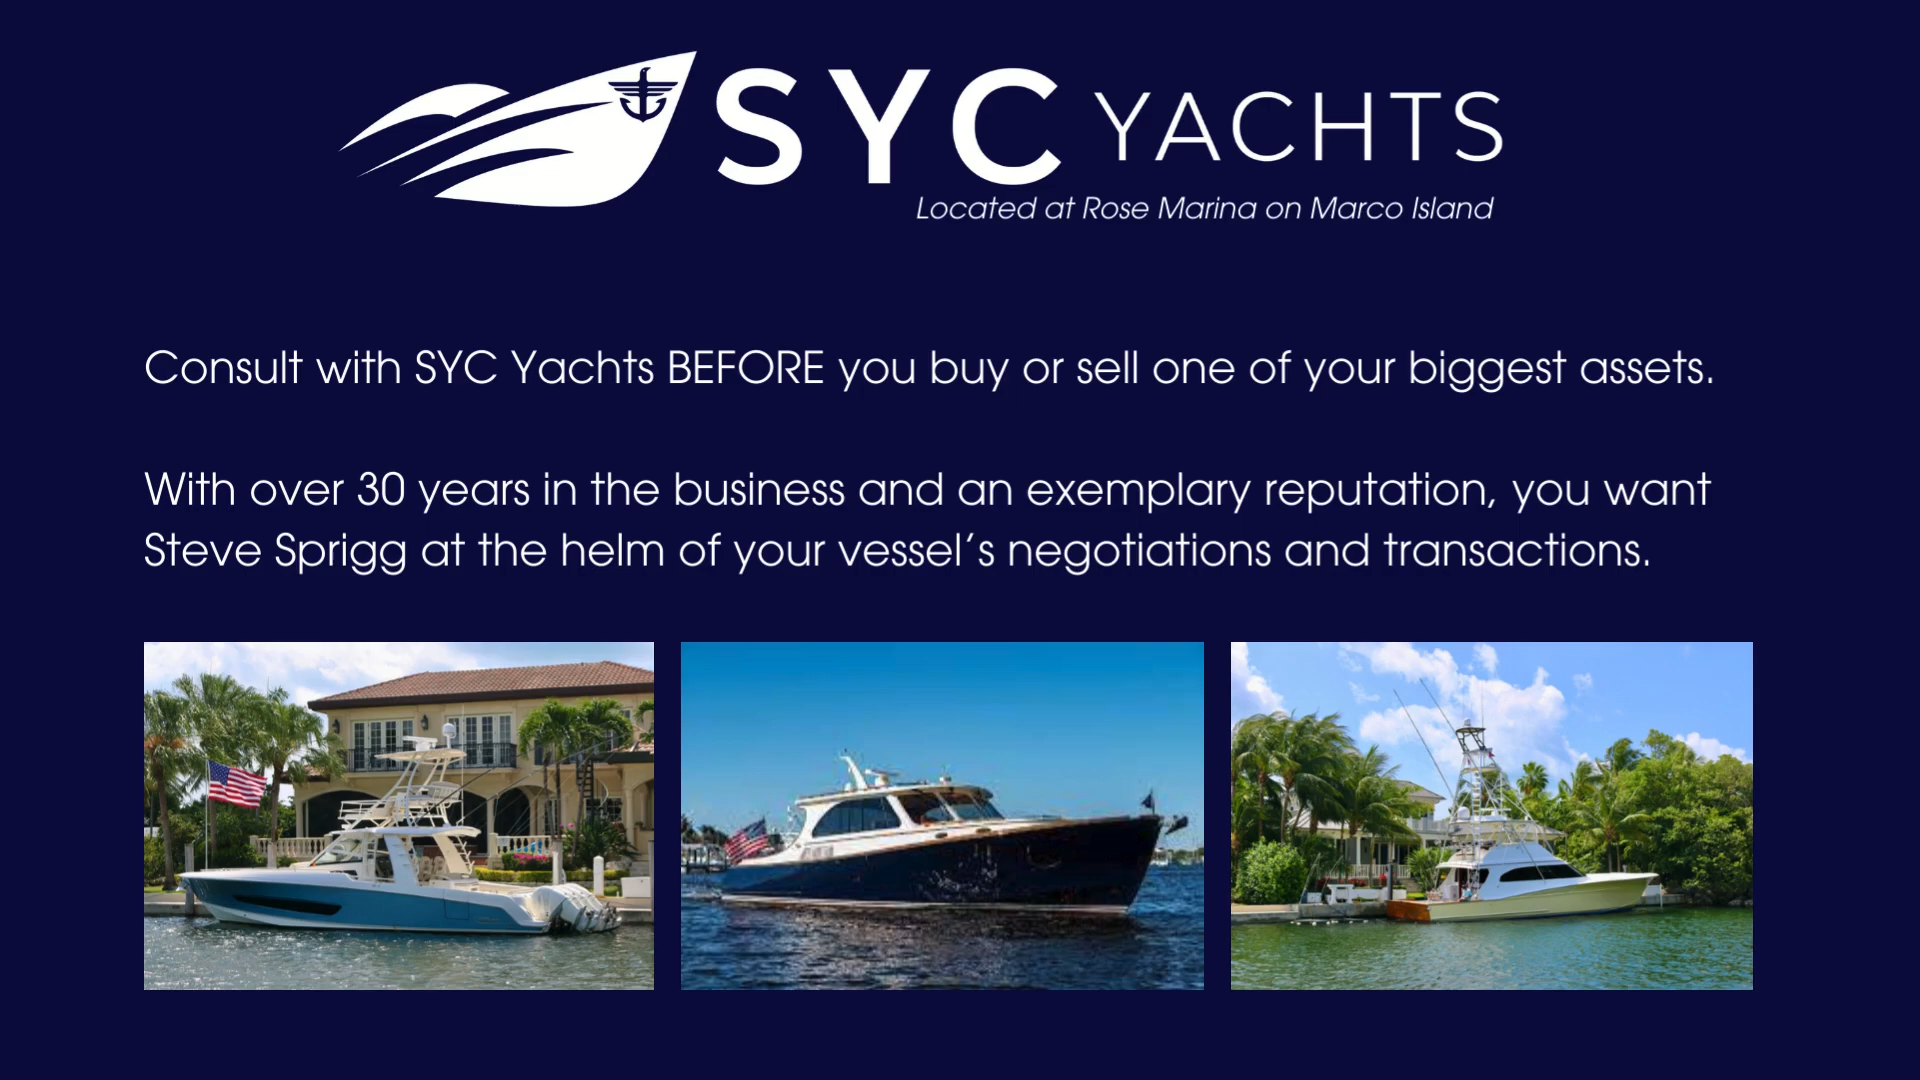 SYC YACHTS
Located at Rose Marina on Marco Island
Consult with SYC Yachts BEFORE you buy or sell one of your biggest assets.
With over 30 years in the business and an exemplary reputation, you want
Steve Sprigg at the helm of your vessel’s negotiations and transactions.